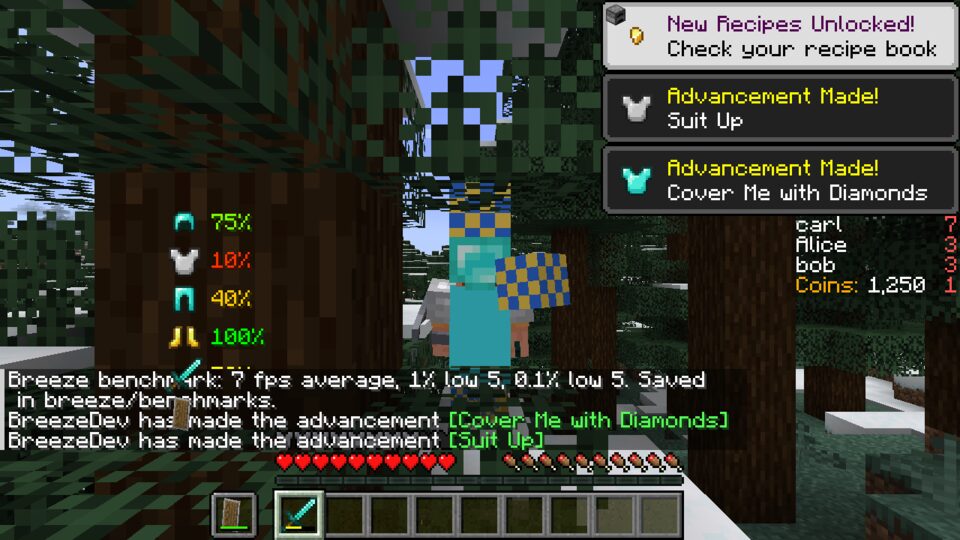 New Recipes Unlocked!
Check your recipe book
Advancement Made!
Suit Up
Advancement Made!
Cover Me with Diamonds
carl 7
Alice 3
bob 3
Coins: 1,250 1
75%
10%
40%
100%
Breeze benchmark: 7 fps average, 1% low 5, 0.1% low 5. Saved
in breeze/benchmarks.
BreezeDev has made the advancement [Cover Me with Diamonds]
BreezeDev has made the advancement [Suit Up]